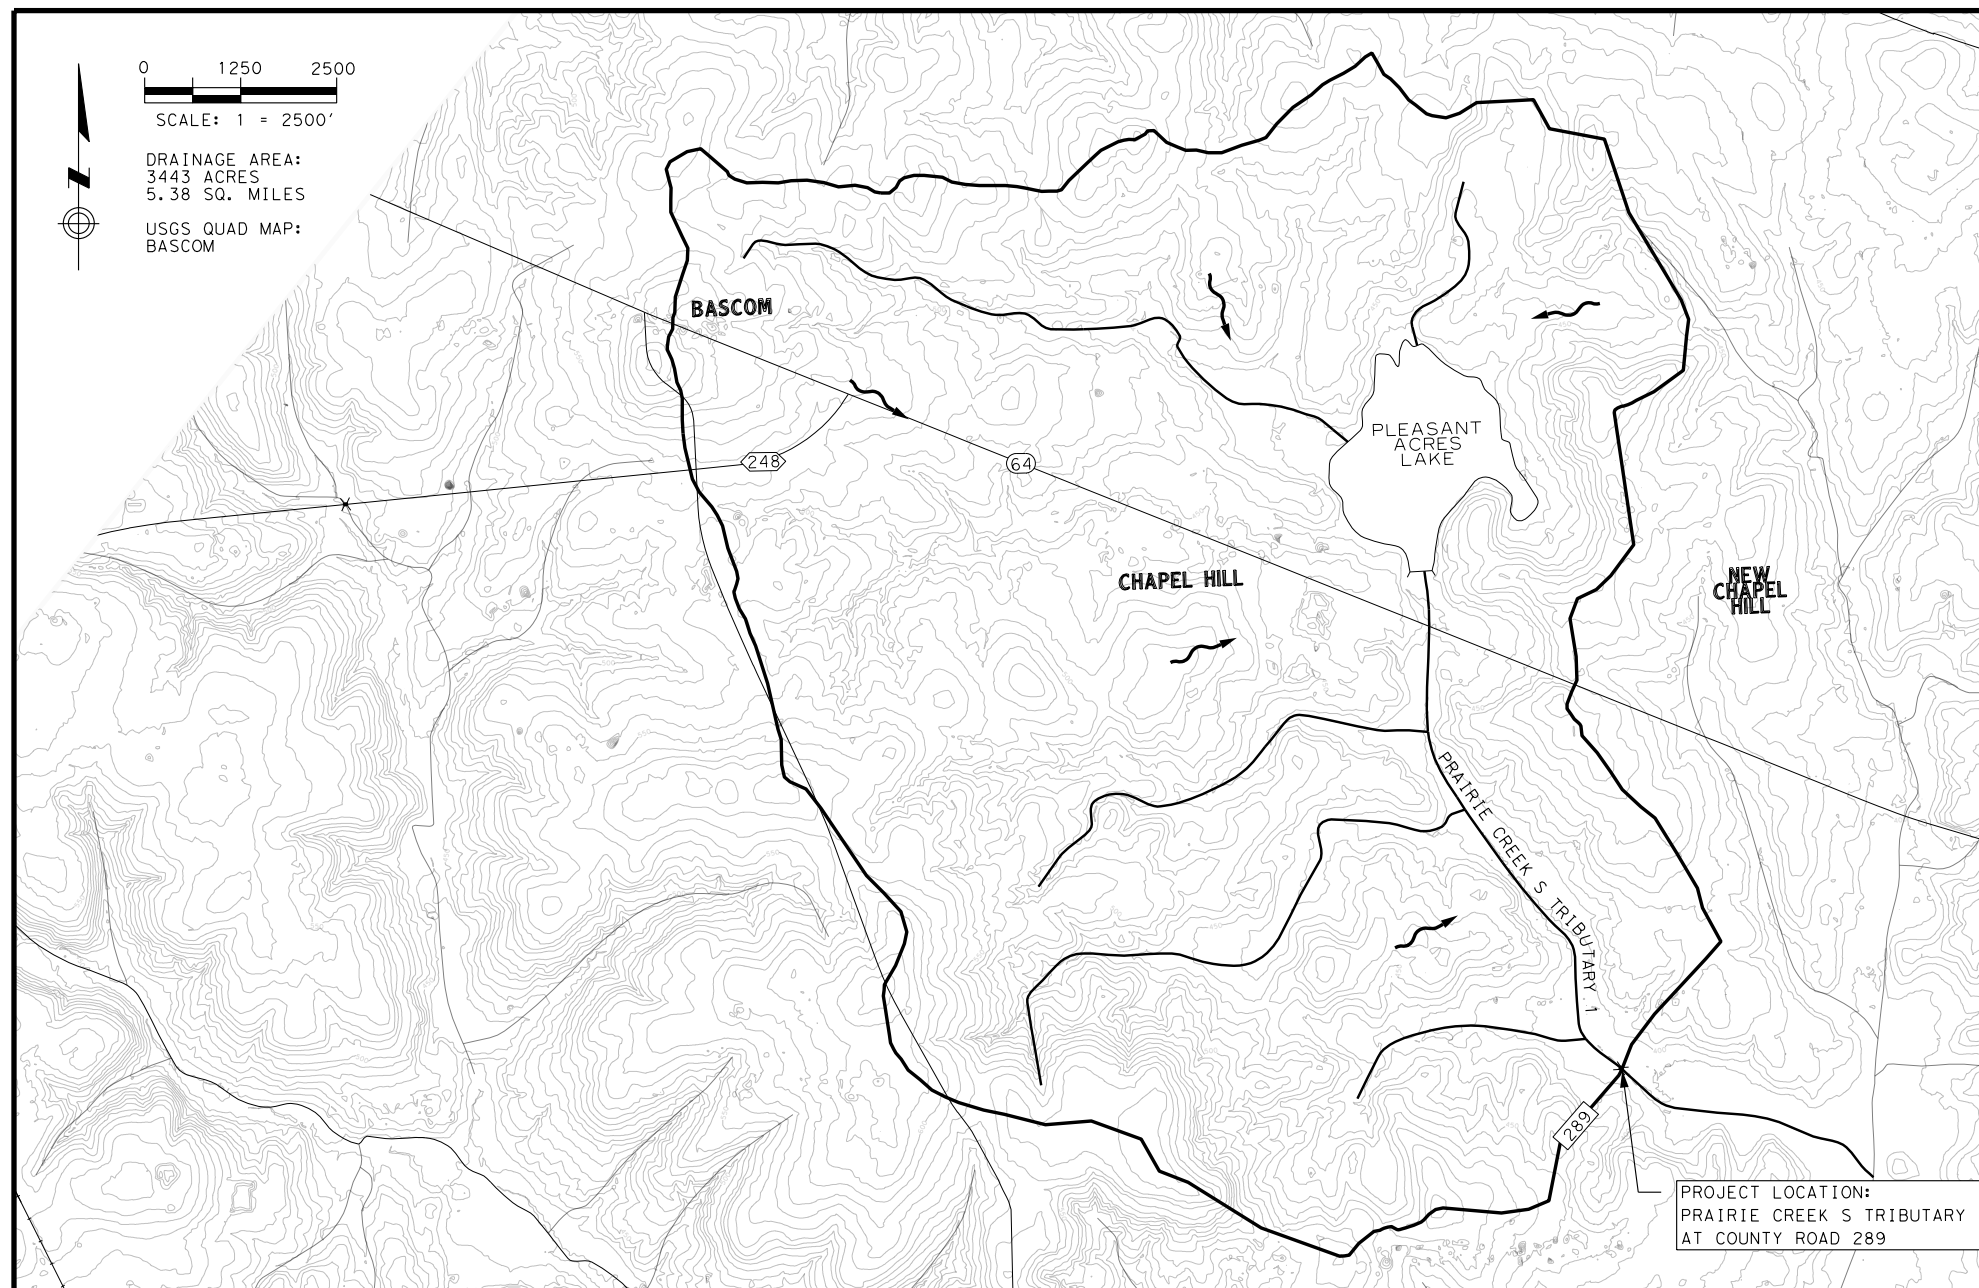 0 1250 2500
SCALE: 1 = 2500'
DRAINAGE AREA:
3443 ACRES
5.38 SQ. MILES
USGS QUAD MAP:
BASCOM
BASCOM
248
64
PLEASANT
ACRES
LAKE
CHAPEL HILL
NEW
CHAPEL
HILL
PRAIRIE CREEK S TRIBUTARY 1
289
PROJECT LOCATION:
PRAIRIE CREEK S TRIBUTARY
AT COUNTY ROAD 289